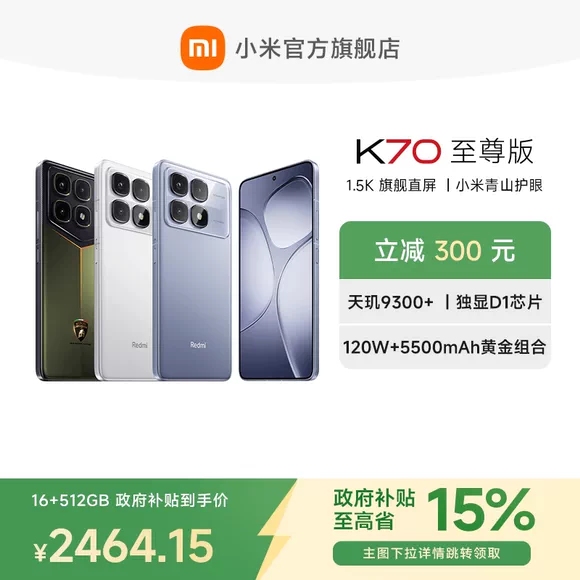 mi 小米官方旗舰店
K70 至尊版
1.5K 旗舰直屏 | 小米青山护眼
立减 300 元
天玑9300+ | 独显D1芯片
120W+5500mAh黄金组合
Redmi
Redmi
16+512GB 政府补贴到手价
¥2464.15
政府补贴
至高省
15%
主图下拉详情跳转领取